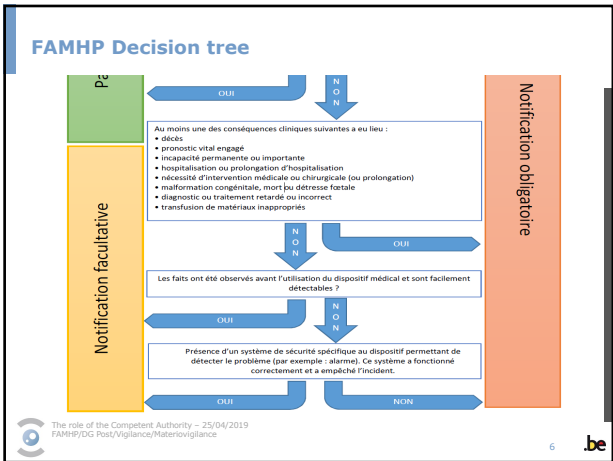 FAMHP Decision tree
Pa
OUI
N
O
N
Au moins une des conséquences cliniques suivantes a eu lieu :
• décès
• pronostic vital engagé
• incapacité permanente ou importante
• hospitalisation ou prolongation d'hospitalisation
• nécessité d'intervention médicale ou chirurgicale (ou prolongation)
• malformation congénitale, mort ou détresse fœtale
• diagnostic ou traitement retardé ou incorrect
• transfusion de matériaux inappropriés
Notification obligatoire
Notification facultative
N
O
N
OUI
Les faits ont été observés avant l'utilisation du dispositif médical et sont facilement
détectables ?
OUI
N
O
N
Présence d'un système de sécurité spécifique au dispositif permettant de
détecter le problème (par exemple : alarme). Ce système a fonctionné
correctement et a empêché l'incident.
OUI
NON
The role of the Competent Authority – 25/04/2019
FAMHP/DG Post/Vigilance/Materiovigilance
6
.be